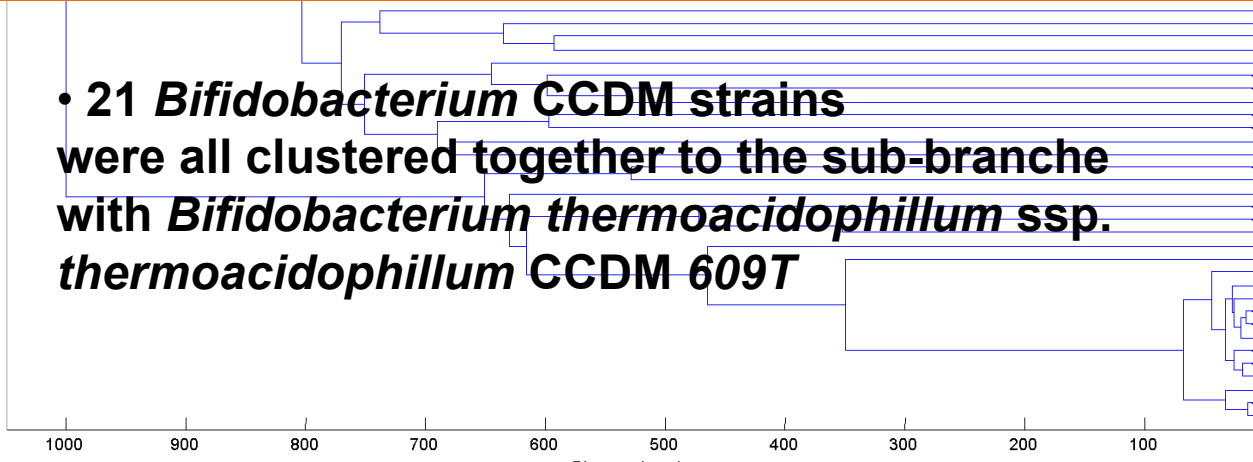 • 21 Bifidobacterium CCDM strains
were all clustered together to the sub-branche
with Bifidobacterium thermoacidophillum ssp.
thermoacidophillum CCDM 609T
1000 900 800 700 600 500 400 300 200 100